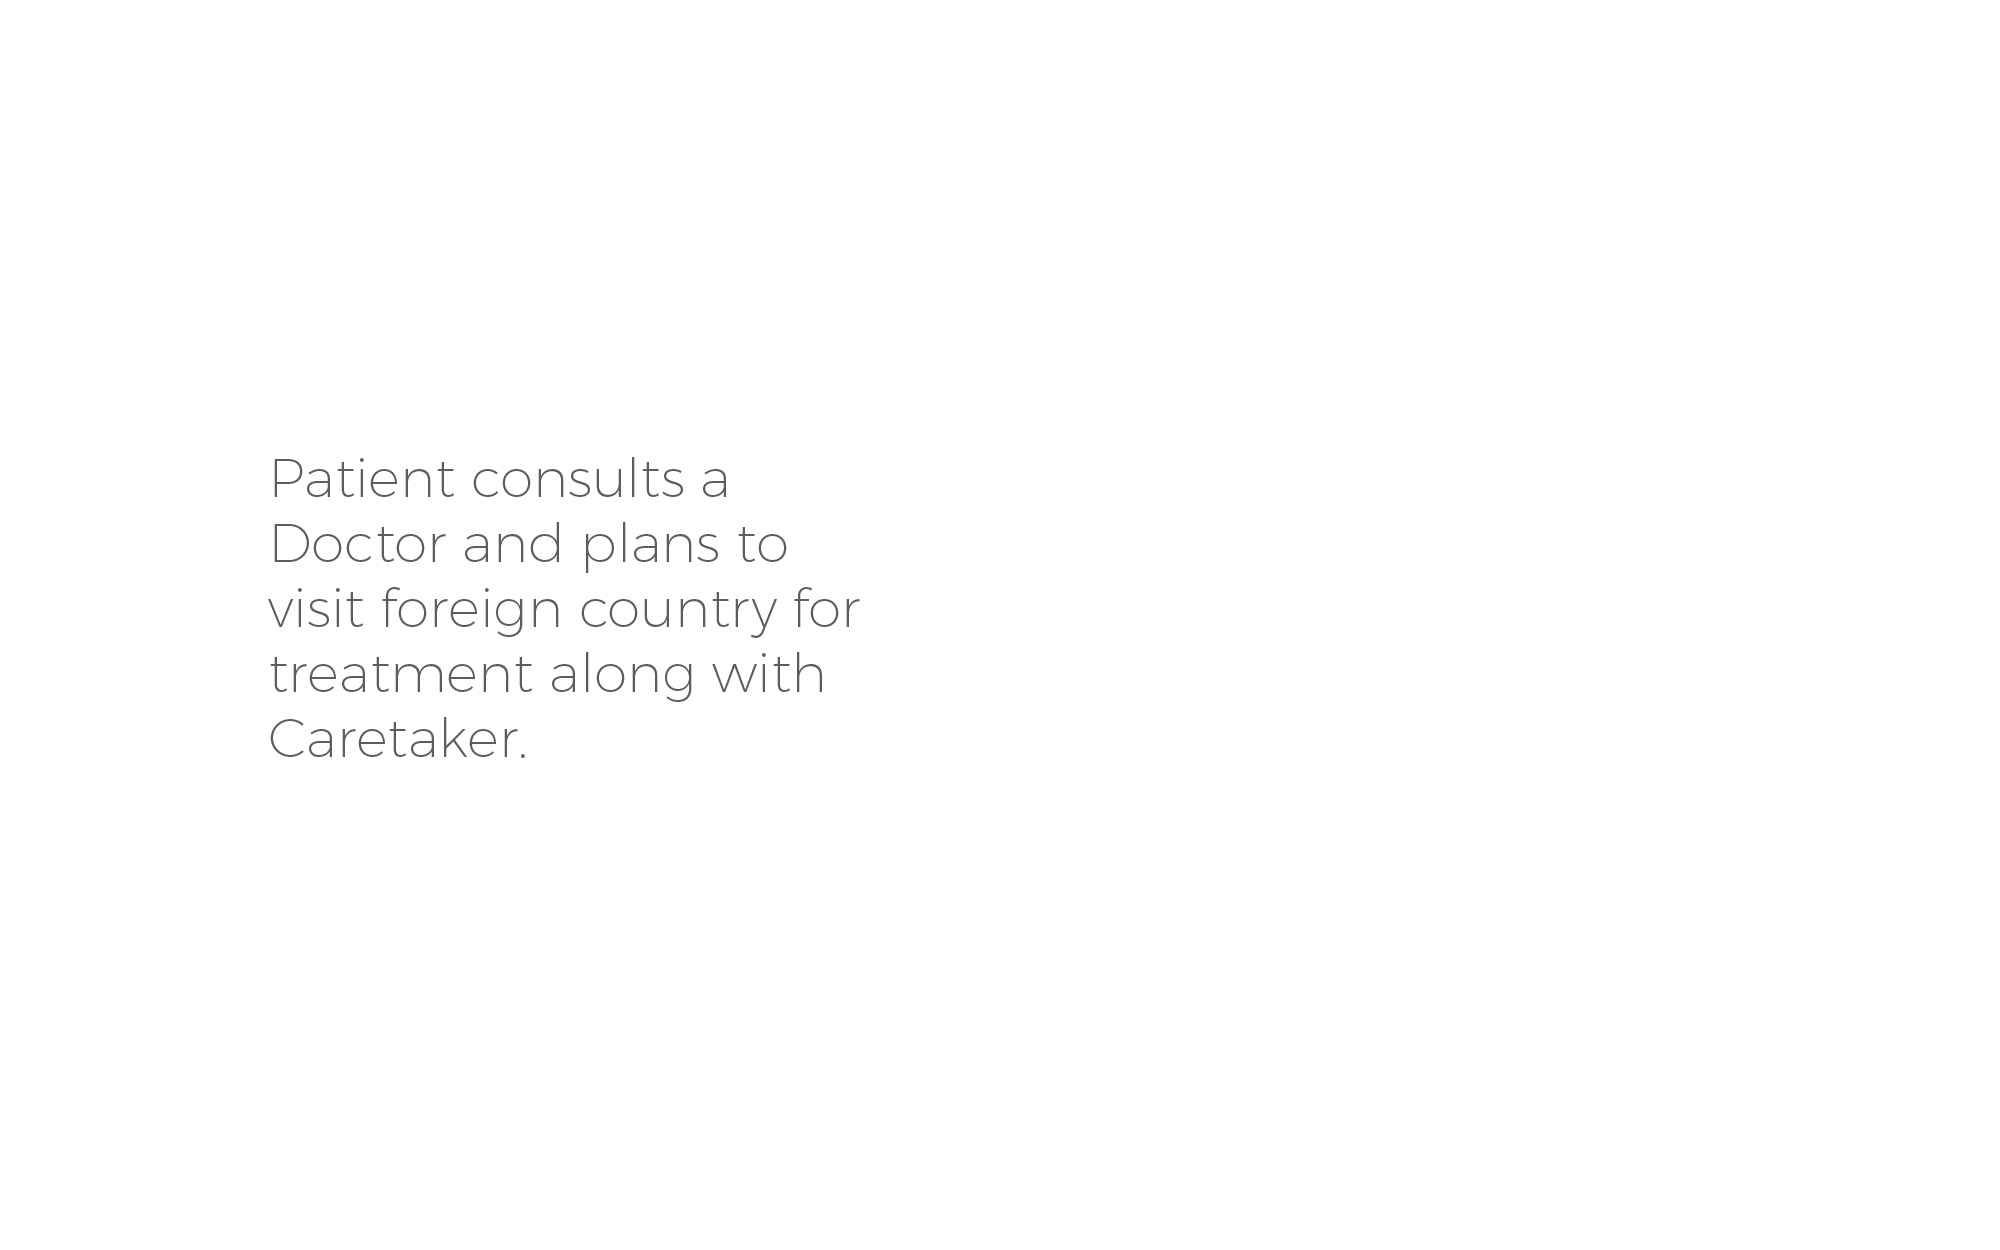 Patient consults a
Doctor and plans to
visit foreign country for
treatment along with
Caretaker.